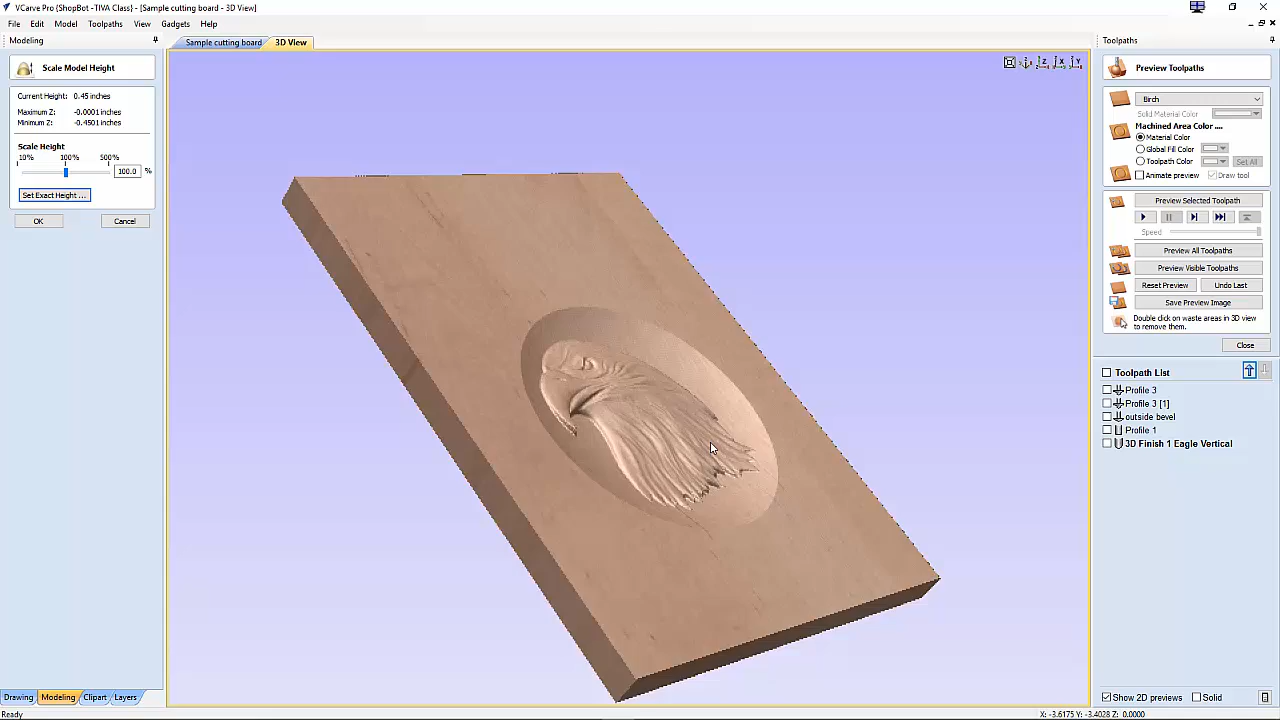 VCarve Pro {ShopBot - TIVA Class} - [Sample cutting board - 3D View]
File Edit Model Toolpaths View Gadgets Help
Modeling
Sample cutting board
3D View
Toolpaths
Scale Model Height
Current Height: 0.45 inches
Maximum Z: -0.0001 inches
Minimum Z: -0.4501 inches
Scale Height
10% 100% 500%
100.0 %
Set Exact Height ...
OK Cancel
Z X Y
Preview Toolpaths
Birch
Solid Material Color
Machined Area Color ....
Material Color
Global Fill Color
Toolpath Color Set All
Animate preview Draw tool
Preview Selected Toolpath
Speed
Preview All Toolpaths
Preview Visible Toolpaths
Reset Preview Undo Last
Save Preview Image
Double click on waste areas in 3D view
to remove them.
Close
Toolpath List
Profile 3
Profile 3 [1]
outside bevel
Profile 1
3D Finish 1 Eagle Vertical
Show 2D previews Solid
Drawing Modeling Clipart Layers
Ready
X: -3.6175 Y: -3.4028 Z: 0.0000